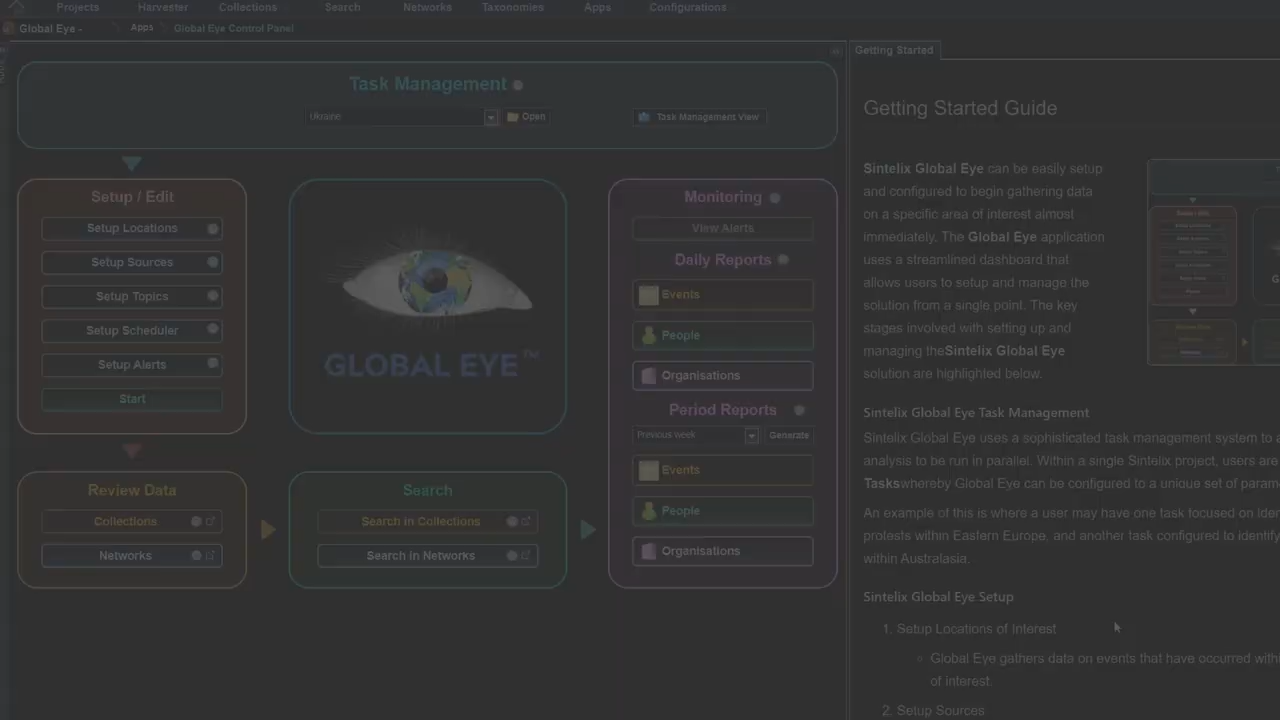 Projects
Harvester
Collections
Search
Networks
Taxonomies
Apps
Configurations
Global Eye -
Apps
Global Eye Control Panel
Task Management
Ukraine
Open
Task Management View
Setup / Edit
Setup Locations
Setup Sources
Setup Topics
Setup Scheduler
Setup Alerts
Start
GLOBAL EYE™
Monitoring
View Alerts
Daily Reports
Events
People
Organisations
Period Reports
Previous week
Generate
Events
People
Organisations
Review Data
Collections
Networks
Search
Search in Collections
Search in Networks
Getting Started
Getting Started Guide
Sintelix Global Eye can be easily setup
and configured to begin gathering data
on a specific area of interest almost
immediately. The Global Eye application
uses a streamlined dashboard that
allows users to setup and manage the
solution from a single point. The key
stages involved with setting up and
managing theSintelix Global Eye
solution are highlighted below.
Sintelix Global Eye Task Management
Sintelix Global Eye uses a sophisticated task management system to
analysis to be run in parallel. Within a single Sintelix project, users are
Taskswhereby Global Eye can be configured to a unique set of
An example of this is where a user may have one task focused on
protests within Eastern Europe, and another task configured to identify
within Australasia.
Sintelix Global Eye Setup
1. Setup Locations of Interest
Global Eye gathers data on events that have occurred
of interest.
2. Setup Sources